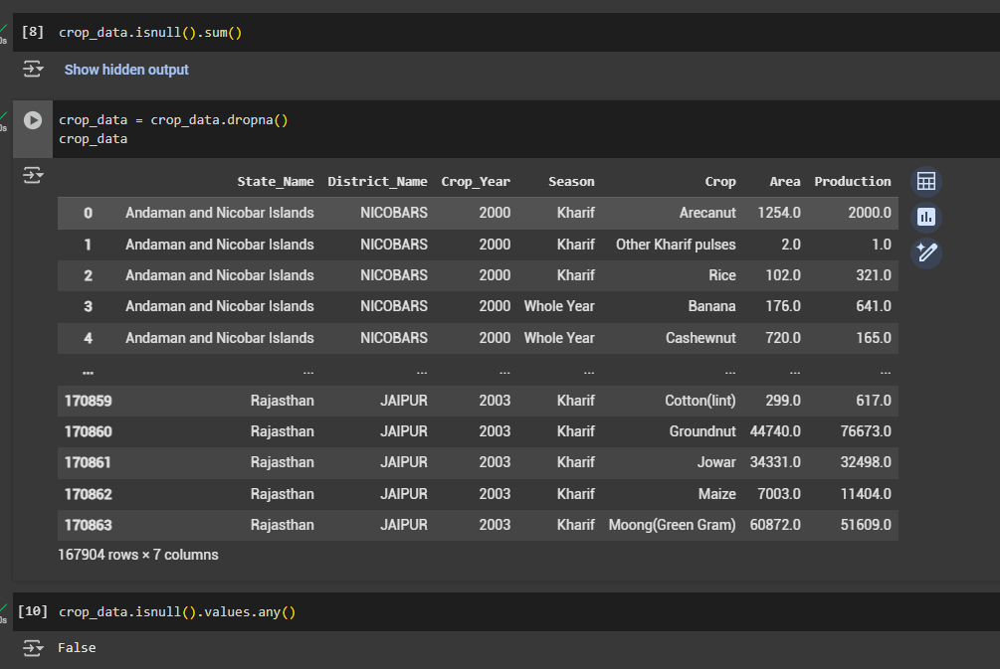 [8] crop_data.isnull().sum()
Show hidden output
crop_data = crop_data.dropna()
crop_data
State_Name District_Name Crop_Year Season Crop Area Production
0 Andaman and Nicobar Islands NICOBARS 2000 Kharif Arecanut 1254.0 2000.0
1 Andaman and Nicobar Islands NICOBARS 2000 Kharif Other Kharif pulses 2.0 1.0
2 Andaman and Nicobar Islands NICOBARS 2000 Kharif Rice 102.0 321.0
3 Andaman and Nicobar Islands NICOBARS 2000 Whole Year Banana 176.0 641.0
4 Andaman and Nicobar Islands NICOBARS 2000 Whole Year Cashewnut 720.0 165.0
... ... ... ... ... ... ... ...
170859 Rajasthan JAIPUR 2003 Kharif Cotton(lint) 299.0 617.0
170860 Rajasthan JAIPUR 2003 Kharif Groundnut 44740.0 76673.0
170861 Rajasthan JAIPUR 2003 Kharif Jowar 34331.0 32498.0
170862 Rajasthan JAIPUR 2003 Kharif Maize 7003.0 11404.0
170863 Rajasthan JAIPUR 2003 Kharif Moong(Green Gram) 60872.0 51609.0
167904 rows × 7 columns
[10] crop_data.isnull().values.any()
False